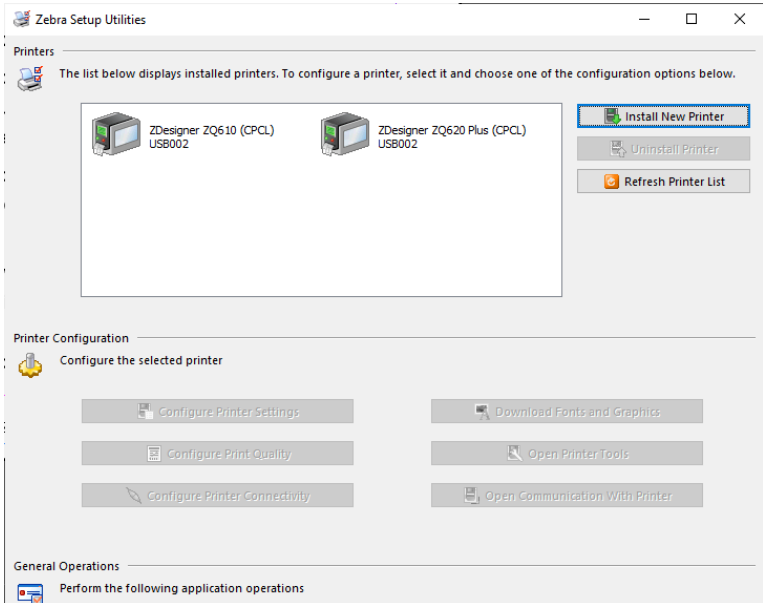 Zebra Setup Utilities
Printers
The list below displays installed printers. To configure a printer, select it and choose one of the configuration options below.
ZDesigner ZQ610 (CPCL)
USB002
ZDesigner ZQ620 Plus (CPCL)
USB002
Install New Printer
Uninstall Printer
Refresh Printer List
Printer Configuration
Configure the selected printer
Configure Printer Settings
Download Fonts and Graphics
Configure Print Quality
Open Printer Tools
Configure Printer Connectivity
Open Communication With Printer
General Operations
Perform the following application operations